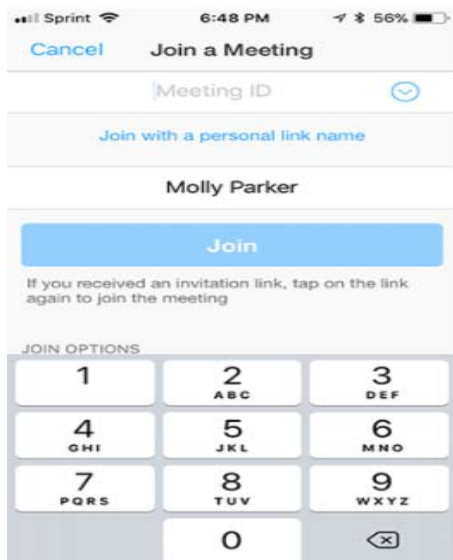 Sprint 6:48 PM 56%
Cancel Join a Meeting
Meeting ID
Join with a personal link name
Molly Parker
Join
If you received an invitation link, tap on the link
again to join the meeting
JOIN OPTIONS
1 2 3
ABC DEF
4 5 6
GHI JKL MNO
7 8 9
PQRS TUV WXYZ
0